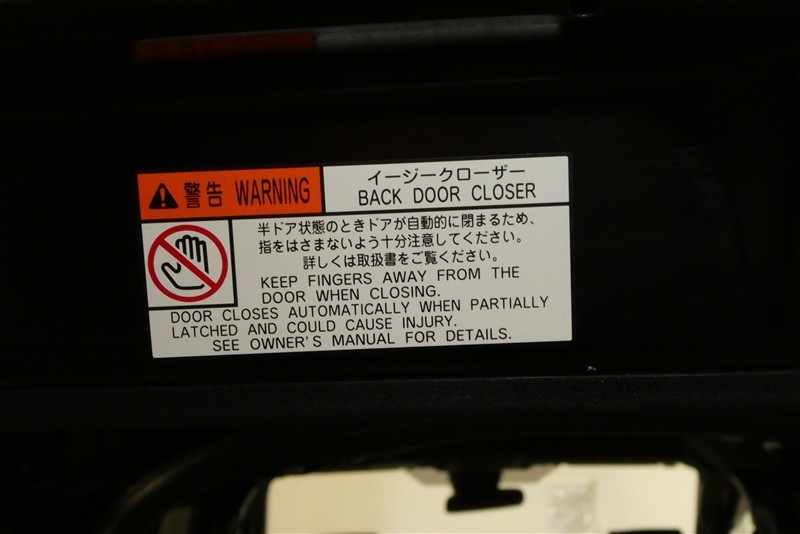 警告 WARNING
イージークローザー
BACK DOOR CLOSER
半ドア状態のときドアが自動的に閉まるため、
指をはさまないよう十分注意してください。
詳しくは取扱書をご覧ください。
KEEP FINGERS AWAY FROM THE
DOOR WHEN CLOSING.
DOOR CLOSES AUTOMATICALLY WHEN PARTIALLY
LATCHED AND COULD CAUSE INJURY.
SEE OWNER'S MANUAL FOR DETAILS.